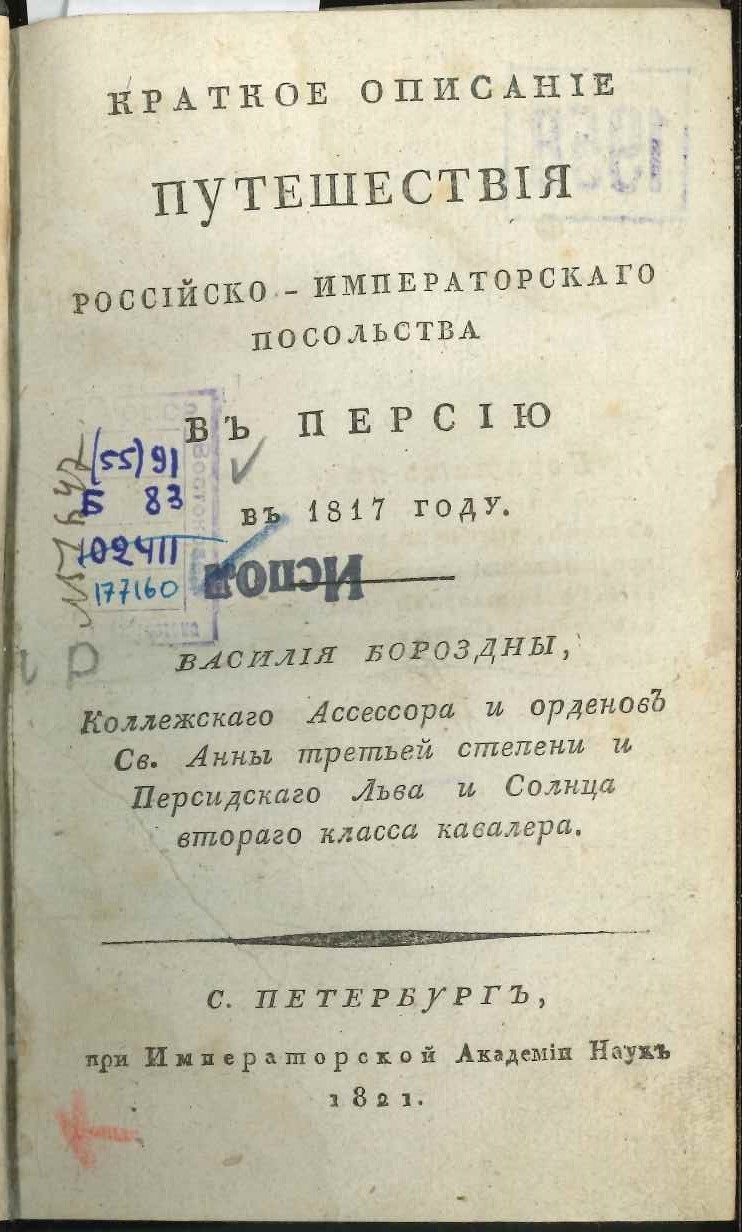 КРАТКОЕ ОПИСАНІЕ
ПУТЕШЕСТВІЯ
РОССІЙСКО - ИМПЕРАТОРСКАГО
ПОСОЛЬСТВА
ВЪ ПЕРСІЮ
(55)91
Б 83
ВЪ 1817 ГОДУ.
102411
177160
Испол
ВАСИЛІЯ БОРОЗДНЫ,
Коллежскаго Ассессора и орденовЪ
Св. Анны третьей степени и
Персидскаго Льва и Солнца
втораго класса кавалера.
С. ПЕТЕРБУРГЪ,
при Императорской Академіи Наукъ
1821.